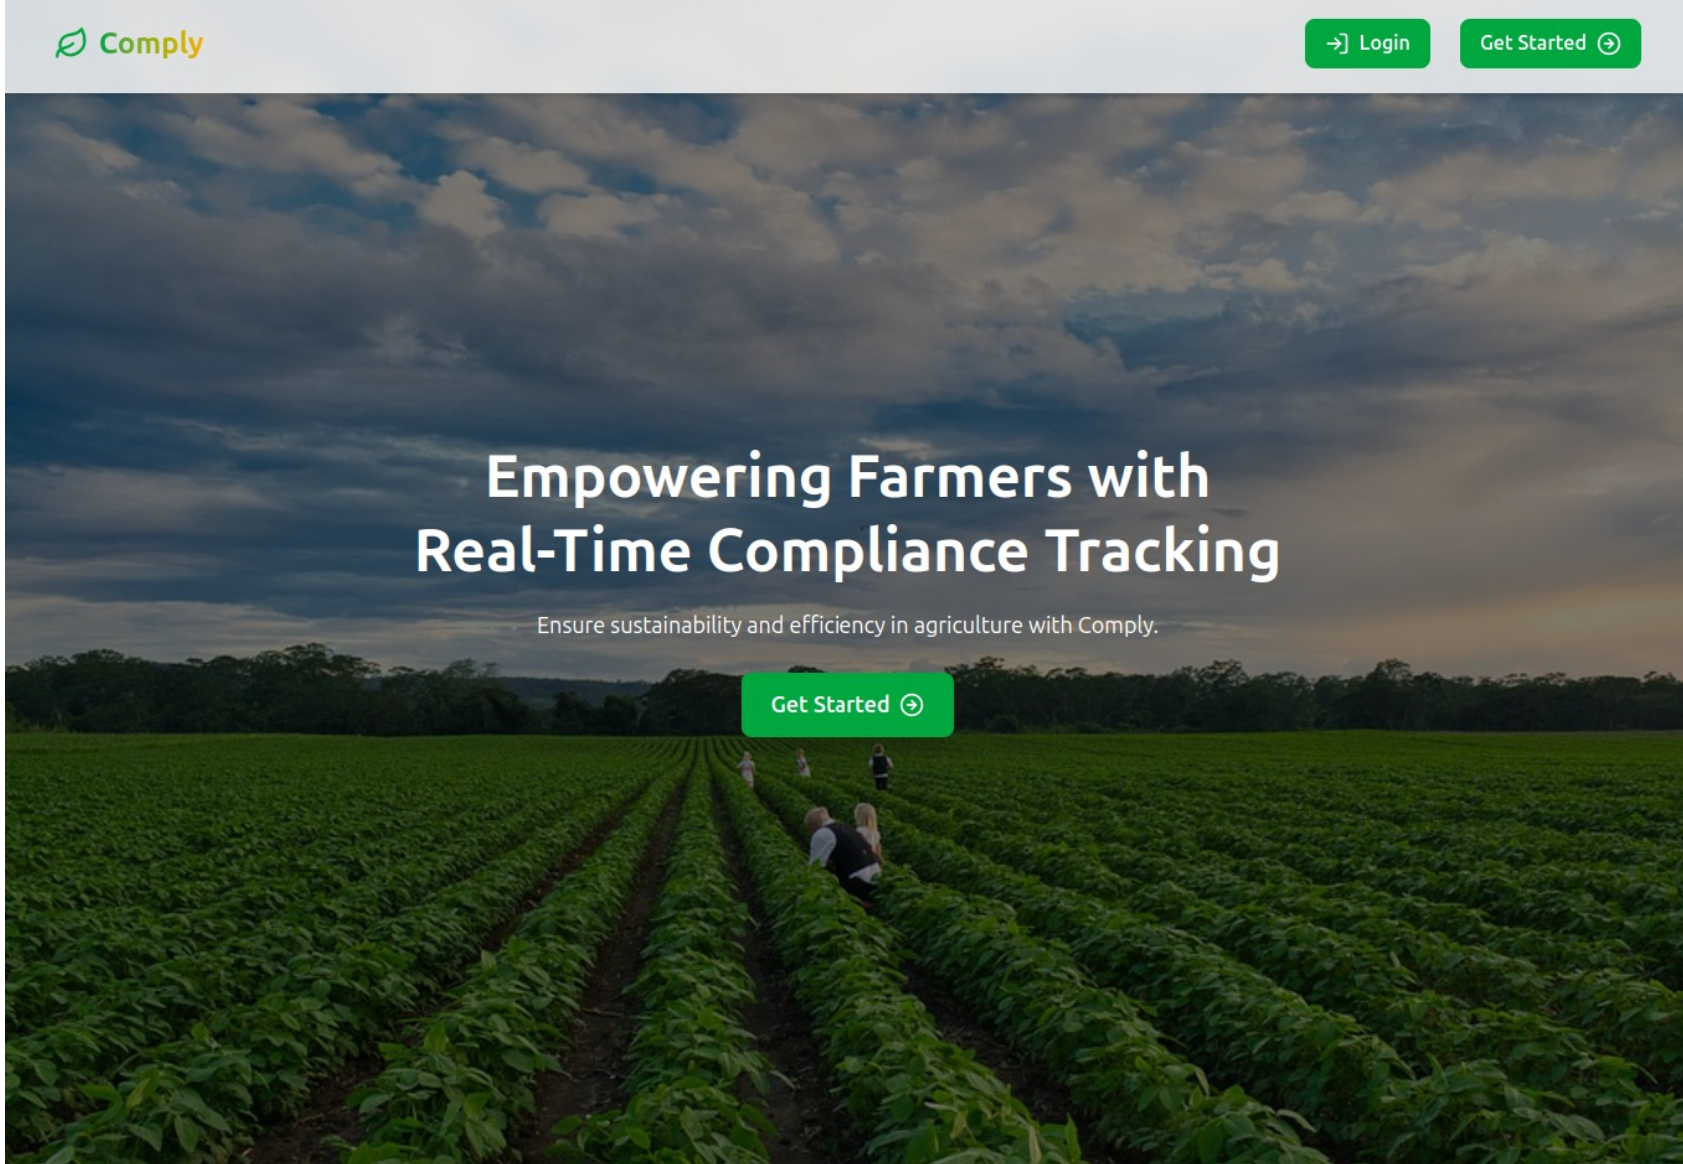 Comply
Login
Get Started
Empowering Farmers with
Real-Time Compliance Tracking
Ensure sustainability and efficiency in agriculture with Comply.
Get Started